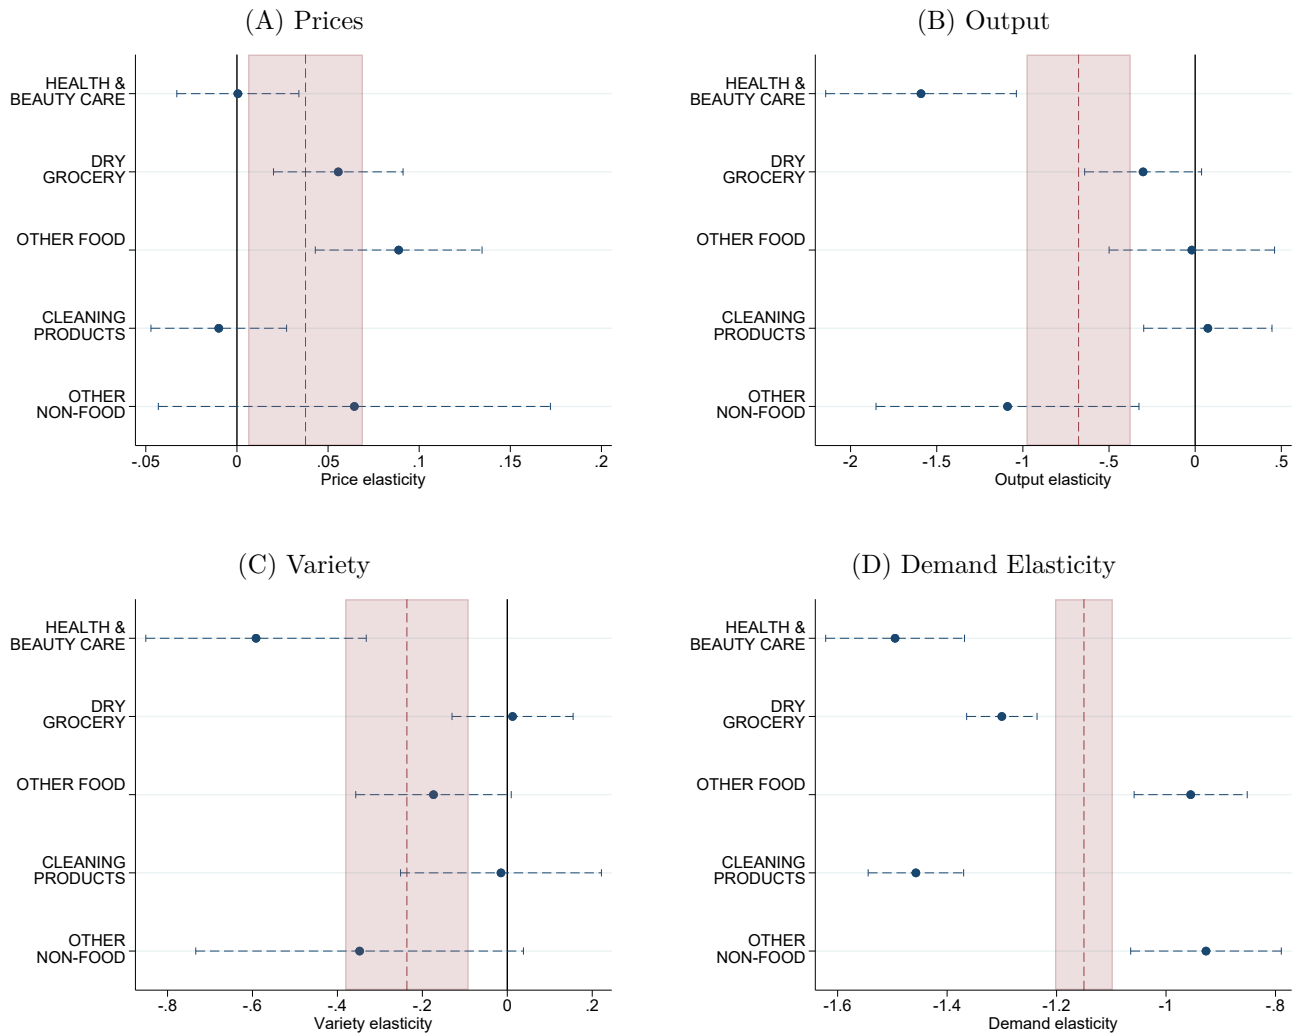 (A) Prices
HEALTH &
BEAUTY CARE
DRY
GROCERY
OTHER FOOD
CLEANING
PRODUCTS
OTHER
NON-FOOD
-.05 0 .05 .1 .15 .2
Price elasticity
(B) Output
HEALTH &
BEAUTY CARE
DRY
GROCERY
OTHER FOOD
CLEANING
PRODUCTS
OTHER
NON-FOOD
-2 -1.5 -1 -.5 0 .5
Output elasticity
(C) Variety
HEALTH &
BEAUTY CARE
DRY
GROCERY
OTHER FOOD
CLEANING
PRODUCTS
OTHER
NON-FOOD
-.8 -.6 -.4 -.2 0 .2
Variety elasticity
(D) Demand Elasticity
HEALTH &
BEAUTY CARE
DRY
GROCERY
OTHER FOOD
CLEANING
PRODUCTS
OTHER
NON-FOOD
-1.6 -1.4 -1.2 -1 -.8
Demand elasticity